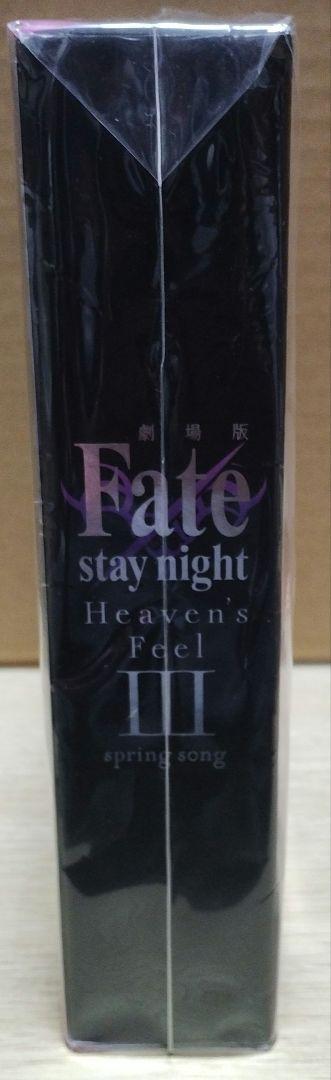 劇場版
Fate
stay night
Heaven's
Feel
III
spring song